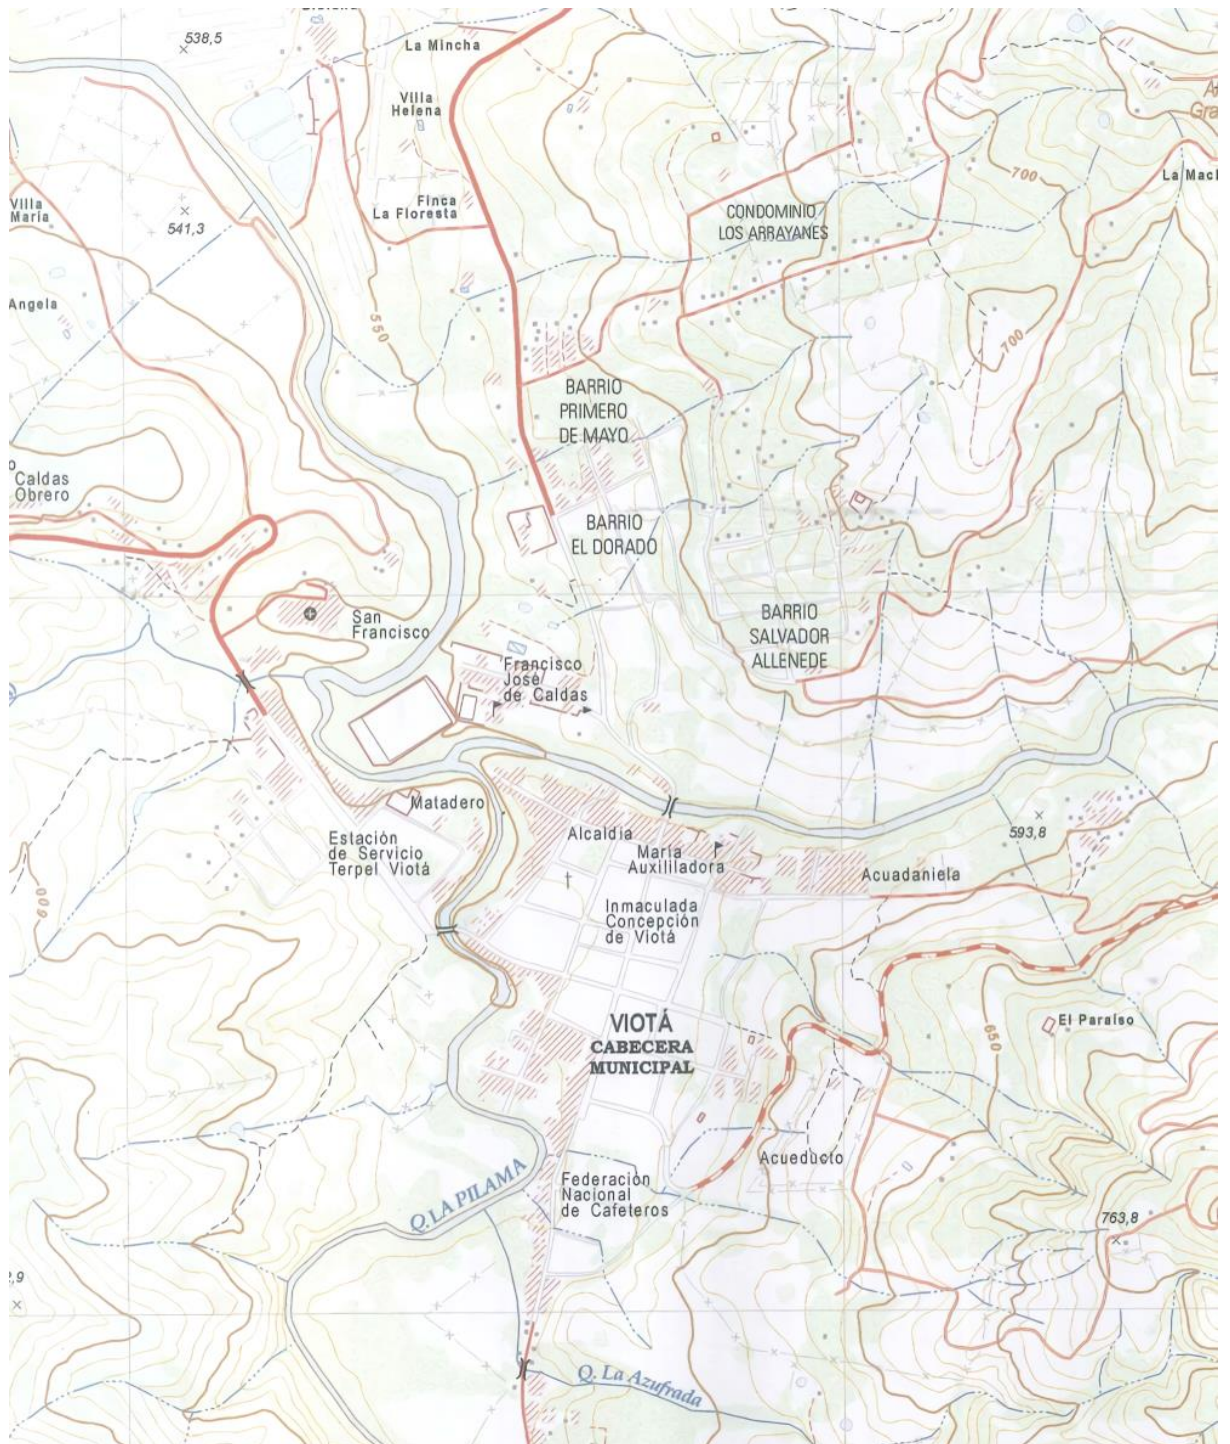 538,5
La Mincha
Villa
Helena
Finca
La Floresta
Villa
María
541,3
CONDOMINIO
LOS ARRAYANES
700
La Mach
Angela
550
700
BARRIO
PRIMERO
DE MAYO
Caldas
Obrero
BARRIO
EL DORADO
San
Francisco
BARRIO
SALVADOR
ALLENEDE
Francisco
José
de Caldas
Matadero
Estación
de Servicio
Terpel Viotá
Alcaldía
María
Auxililadora
593,8
Acuadaniela
600
Inmaculada
Concepción
de Viotá
VIOTÁ
CABECERA
MUNICIPAL
El Paraíso
650
Acueducto
Q. LA PILAMA
Federación
Nacional
de Cafeteros
763,8
Q. La Azufrada